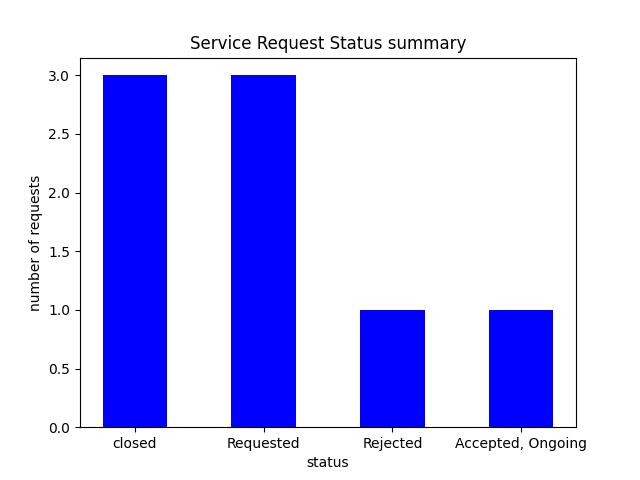 Service Request Status summary
3.0
2.5
2.0
1.5
1.0
0.5
0.0
number of requests
closed
Requested
Rejected
Accepted, Ongoing
status